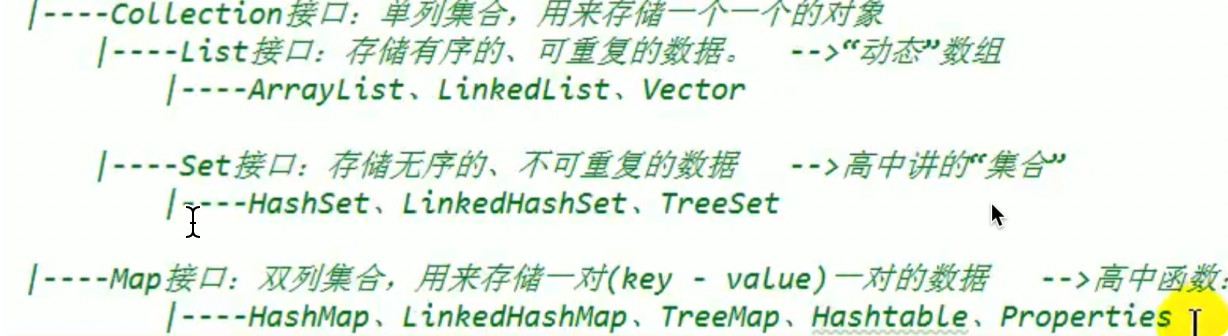 |----Collection接口：单列集合，用来存储一个一个的对象
|----List接口：存储有序的、可重复的数据。 -->“动态”数组
|----ArrayList、LinkedList、Vector
|----Set接口：存储无序的、不可重复的数据 -->高中讲的“集合”
|----HashSet、LinkedHashSet、TreeSet
|----Map接口：双列集合，用来存储一对(key - value)一对的数据 -->高中函数：
|----HashMap、LinkedHashMap、TreeMap、Hashtable、Properties